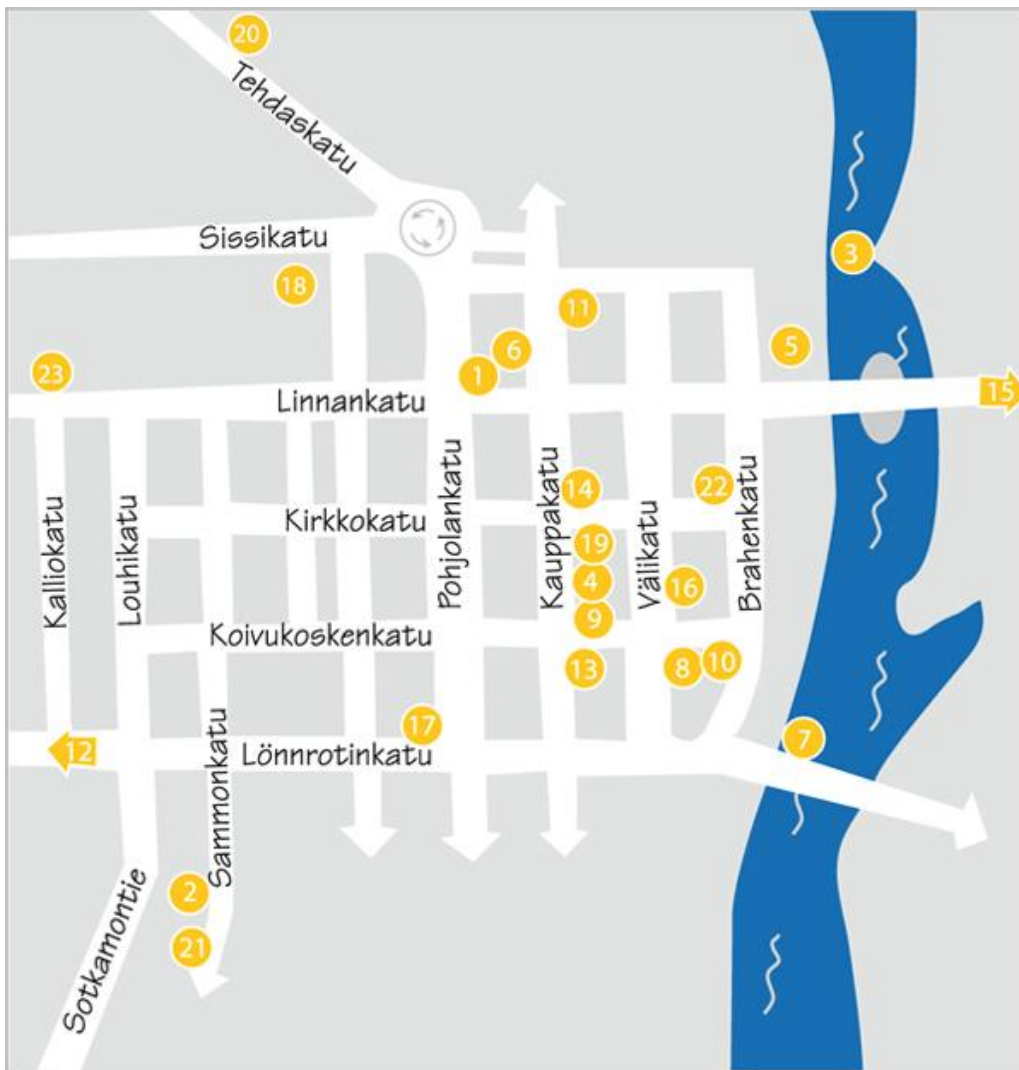 20
Tehdaskatu
Sissikatu
3
18
11
6
5
23
1
Linnankatu
15
Kalliokatu
Louhikatu
Pohjolankatu
Kauppakatu
Välikatu
Brahenkatu
14
22
Kirkkokatu
19
4
16
9
Koivukoskenkatu
13
8
10
17
7
12
Lönnrotinkatu
Sammonkatu
2
Sotkamontie
21